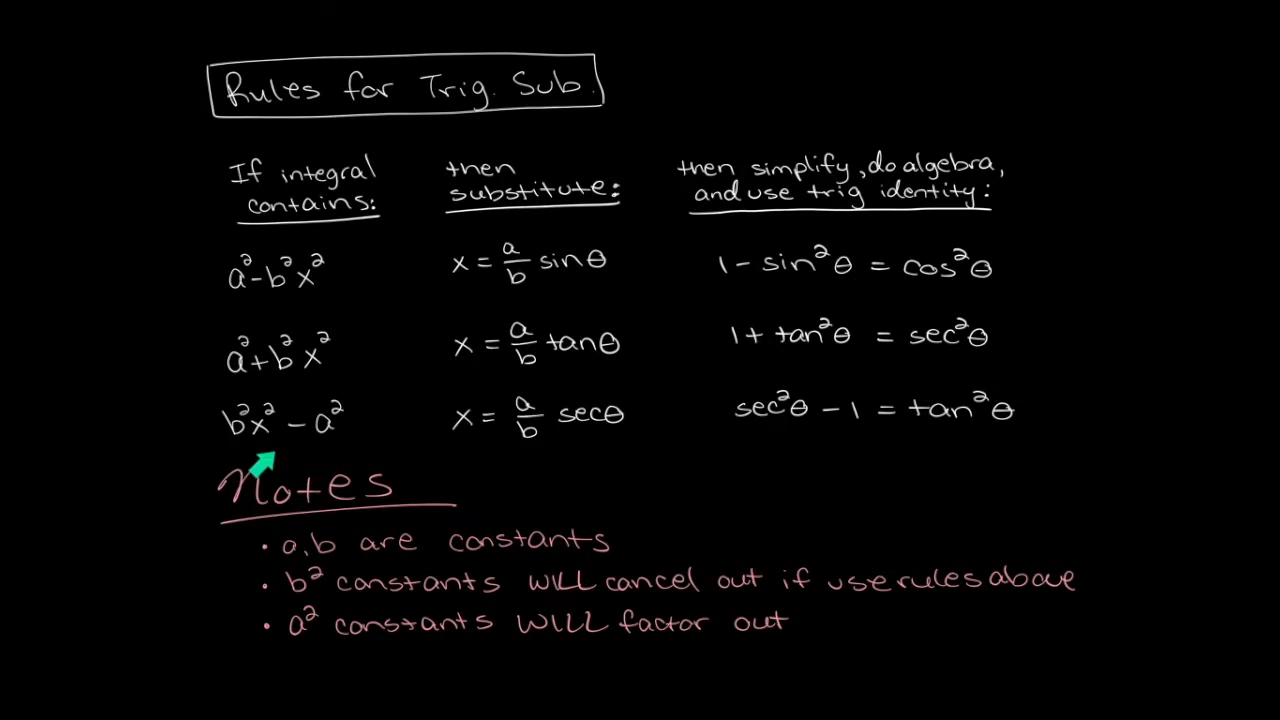 Rules for Trig. Sub.
If integral contains: then substitute: then simplify, do algebra, and use trig identity:
a²-b²x² x = a/b sinθ 1 - sin²θ = cos²θ
a²+b²x² x = a/b tanθ 1 + tan²θ = sec²θ
b²x² - a² x = a/b secθ sec²θ - 1 = tan²θ
Notes
• a,b are constants
• b² constants WILL cancel out if use rules above
• a² constants WILL factor out